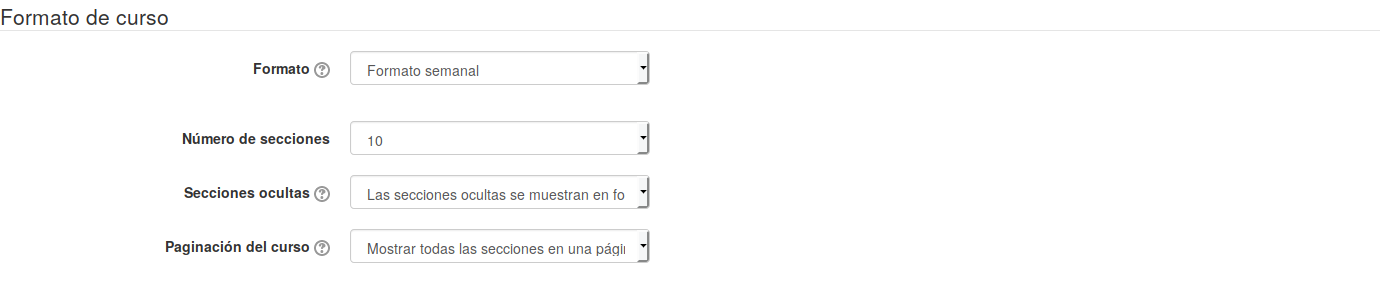 Formato de curso
Formato
Formato semanal
Número de secciones
10
Secciones ocultas
Las secciones ocultas se muestran en fo
Paginación del curso
Mostrar todas las secciones en una págin